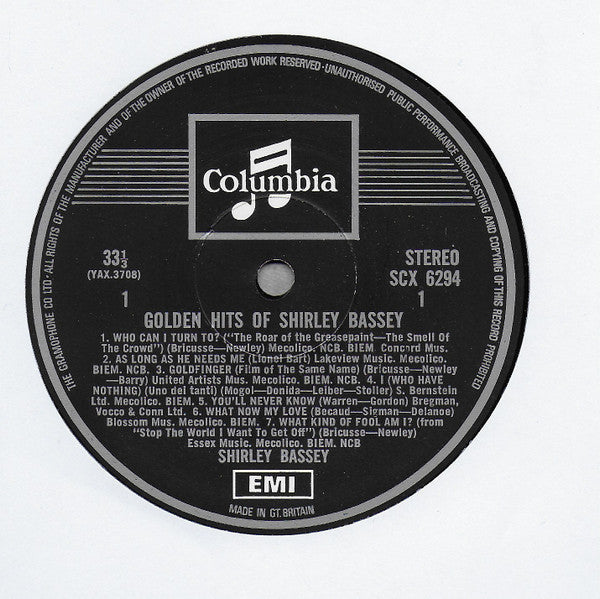 THE GRAMOPHONE CO LTD · ALL RIGHTS OF THE MANUFACTURER AND OF THE OWNER OF THE RECORDED WORK RESERVED · UNAUTHORISED PUBLIC PERFORMANCE BROADCASTING AND COPYING OF THIS RECORD PROHIBITED
Columbia
33⅓
(YAX.3708)
1
STEREO
SCX 6294
1
GOLDEN HITS OF SHIRLEY BASSEY
1. WHO CAN I TURN TO? ("The Roar of the Greasepaint—The Smell Of
The Crowd") (Bricusse—Newley) Mecolico. NCB. BIEM. Concord Mus.
2. AS LONG AS HE NEEDS ME (Lionel Bart) Lakeview Music. Mecolico.
BIEM. NCB. 3. GOLDFINGER (Film of The Same Name) (Bricusse—Newley
—Barry) United Artists Mus. Mecolico. BIEM. NCB. 4. I (WHO HAVE
NOTHING) (Uno dei tanti) (Mogol—Donida—Leiber—Stoller) S. Bernstein
Ltd. Mecolico. BIEM. 5. YOU'LL NEVER KNOW (Warren—Gordon) Bregman,
Vocco & Conn Ltd. 6. WHAT NOW MY LOVE (Becaud—Sigman—Delanoe)
Blossom Mus. Mecolico. BIEM. 7. WHAT KIND OF FOOL AM I? (from
"Stop The World I Want To Get Off") (Bricusse—Newley)
Essex Music. Mecolico. BIEM. NCB
SHIRLEY BASSEY
EMI
MADE IN GT. BRITAIN